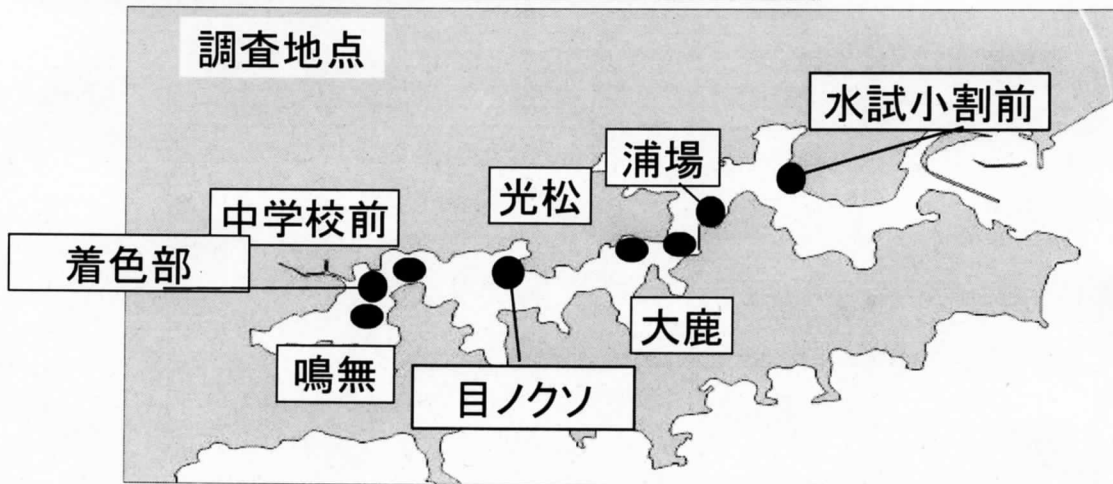 調査地点
水試小割前
浦場
光松
中学校前
着色部
大鹿
鳴無
目ノクソ